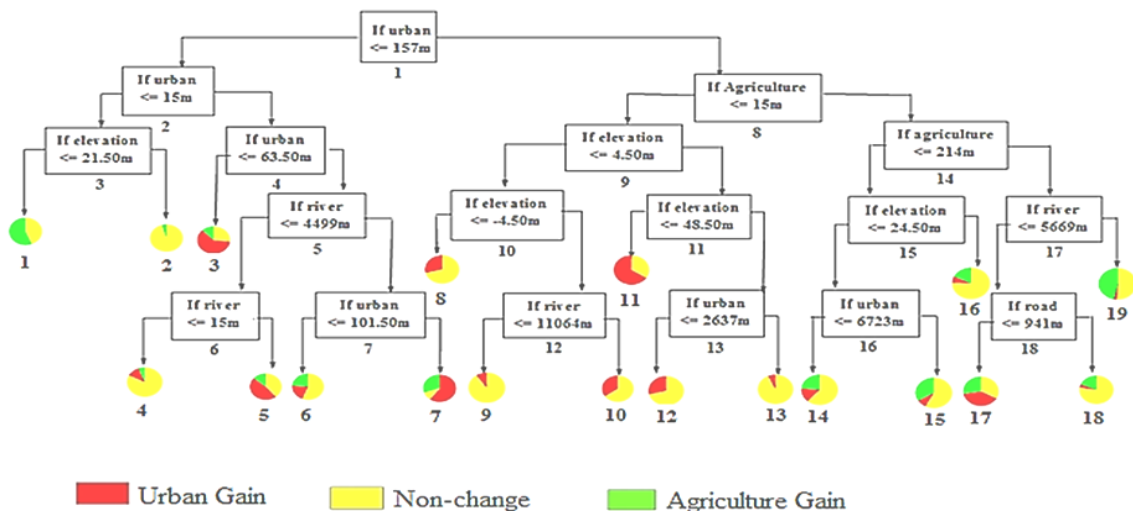 If urban
<= 157m
1
If urban
<= 15m
2
If Agriculture
<= 15m
8
If elevation
<= 21.50m
3
If urban
<= 63.50m
4
If elevation
<= 4.50m
9
If agriculture
<= 214m
14
If river
<= 4499m
5
If elevation
<= -4.50m
10
If elevation
<= 48.50m
11
If elevation
<= 24.50m
15
If river
<= 5669m
17
1
2
3
8
11
16
19
If river
<= 15m
6
If urban
<= 101.50m
7
If river
<= 11064m
12
If urban
<= 2637m
13
If urban
<= 6723m
16
If road
<= 941m
18
4
5
6
7
9
10
12
13
14
15
17
18
Urban Gain
Non-change
Agriculture Gain